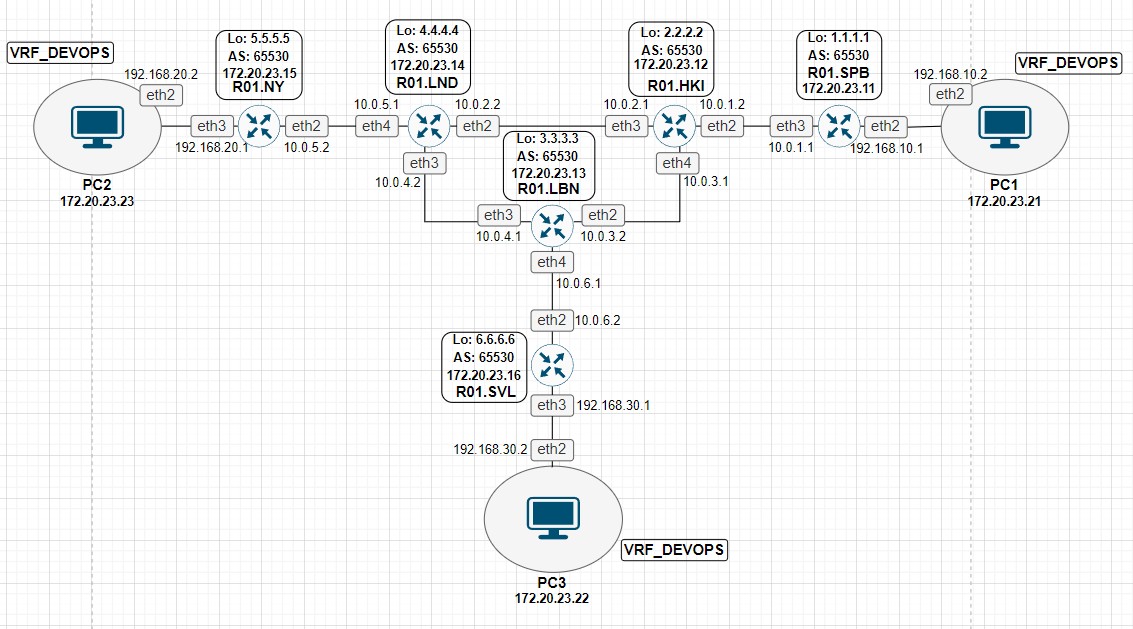 VRF_DEVOPS
192.168.20.2
eth2
PC2
172.20.23.23
Lo: 5.5.5.5
AS: 65530
172.20.23.15
R01.NY
eth3
192.168.20.1
eth2
10.0.5.2
Lo: 4.4.4.4
AS: 65530
172.20.23.14
R01.LND
10.0.5.1
eth4
10.0.2.2
eth2
eth3
10.0.4.2
Lo: 3.3.3.3
AS: 65530
172.20.23.13
R01.LBN
eth3
10.0.4.1
eth2
10.0.3.2
eth4
10.0.6.1
Lo: 2.2.2.2
AS: 65530
172.20.23.12
R01.HKI
10.0.2.1
eth3
10.0.1.2
eth2
eth4
10.0.3.1
Lo: 1.1.1.1
AS: 65530
R01.SPB
172.20.23.11
eth3
10.0.1.1
eth2
192.168.10.1
VRF_DEVOPS
192.168.10.2
eth2
PC1
172.20.23.21
eth2
10.0.6.2
Lo: 6.6.6.6
AS: 65530
172.20.23.16
R01.SVL
eth3
192.168.30.1
192.168.30.2
eth2
VRF_DEVOPS
PC3
172.20.23.22